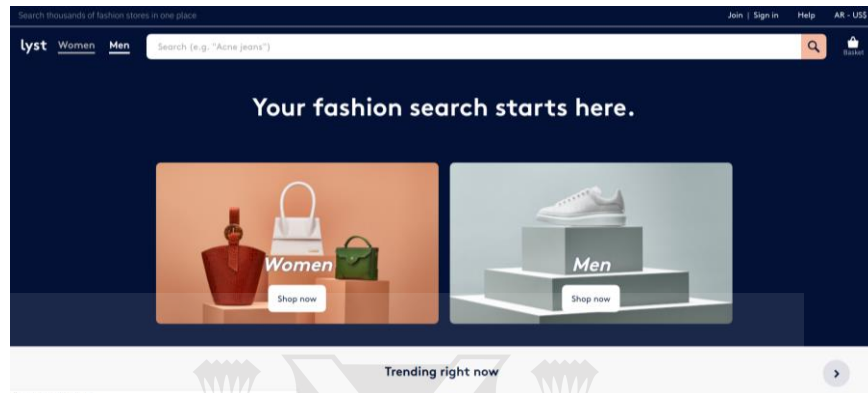 Search thousands of fashion stores in one place
Join | Sign in Help AR - US$
lyst Women Men Search (e.g. "Acne jeans") Basket
Your fashion search starts here.
Women Men
Shop now Shop now
Trending right now